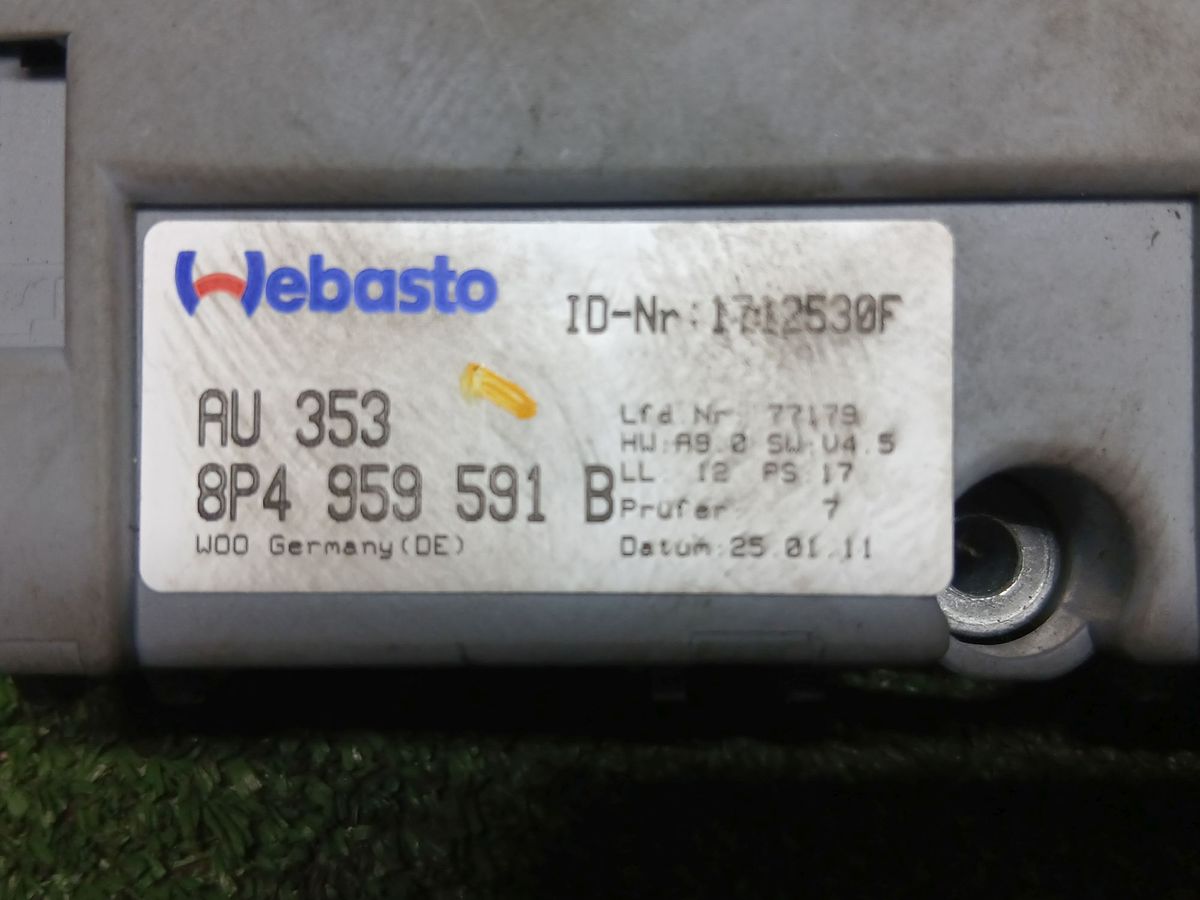 Webasto
ID-Nr:1712530F
AU 353
8P4 959 591 B
WOO Germany(DE)
Lfd Nr 77179
HW:A9.0 SW:V4.5
LL 12 PS 17
Prüfer 7
Datum:25.01.11